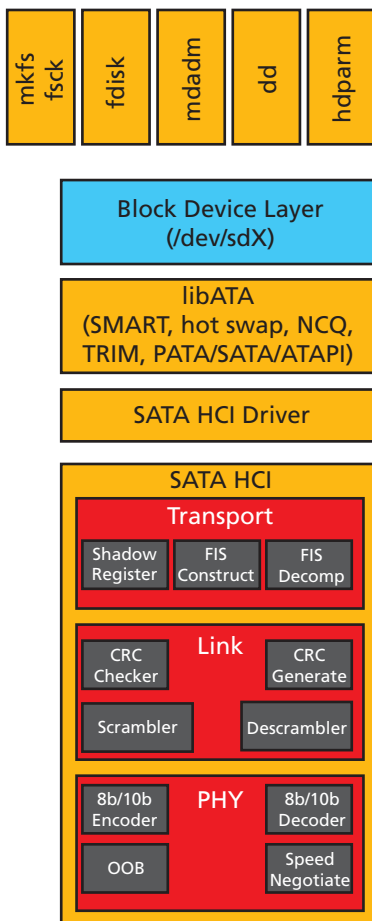 mkfs
fsck
fdisk
mdadm
dd
hdparm
Block Device Layer
(/dev/sdX)
libATA
(SMART, hot swap, NCQ,
TRIM, PATA/SATA/ATAPI)
SATA HCI Driver
SATA HCI
Transport
Shadow
Register
FIS
Construct
FIS
Decomp
Link
CRC
Checker
CRC
Generate
Scrambler
Descrambler
PHY
8b/10b
Encoder
8b/10b
Decoder
OOB
Speed
Negotiate